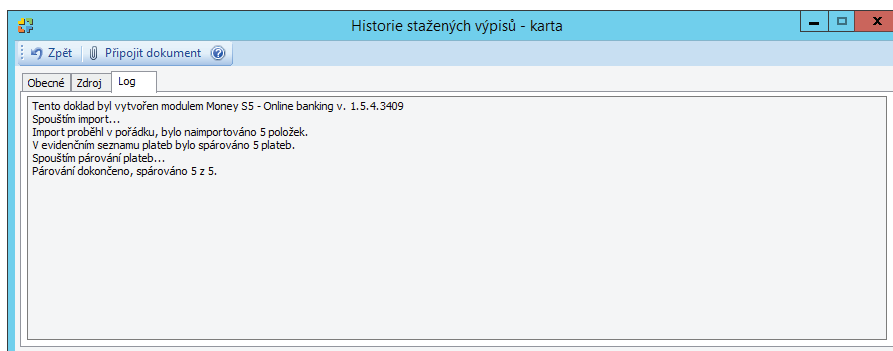 Historie stažených výpisů - karta
Zpět Připojit dokument
Obecné Zdroj Log
Tento doklad byl vytvořen modulem Money S5 - Online banking v. 1.5.4.3409
Spouštím import...
Import proběhl v pořádku, bylo naimportováno 5 položek.
V evidenčním seznamu plateb bylo spárováno 5 plateb.
Spouštím párování plateb...
Párování dokončeno, spárováno 5 z 5.